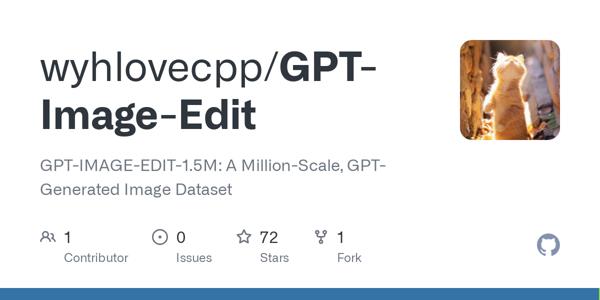 wyhlovecpp/GPT-
Image-Edit
GPT-IMAGE-EDIT-1.5M: A Million-Scale, GPT-
Generated Image Dataset
1
Contributor
0
Issues
72
Stars
1
Fork